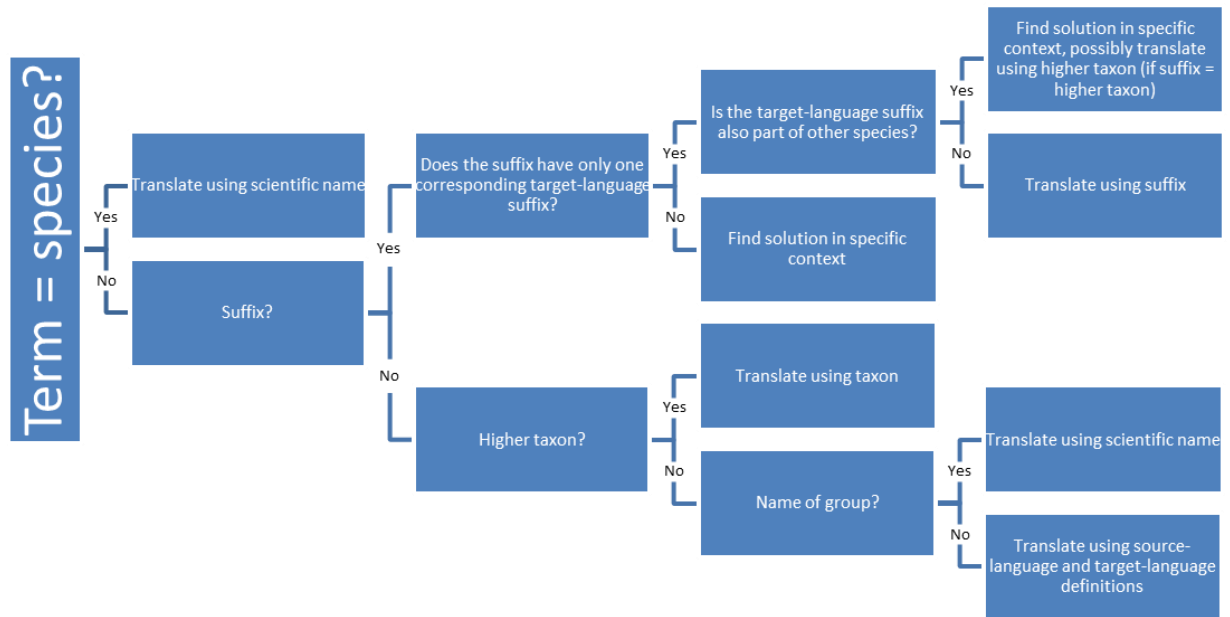 Term = species?
Yes
Translate using scientific name
No
Suffix?
Yes
Does the suffix have only one
corresponding target-language
suffix?
Yes
Is the target-language suffix
also part of other species?
Yes
Find solution in specific
context, possibly translate
using higher taxon (if suffix =
higher taxon)
No
Translate using suffix
No
Find solution in specific
context
No
Higher taxon?
Yes
Translate using taxon
No
Name of group?
Yes
Translate using scientific name
No
Translate using source-
language and target-language
definitions